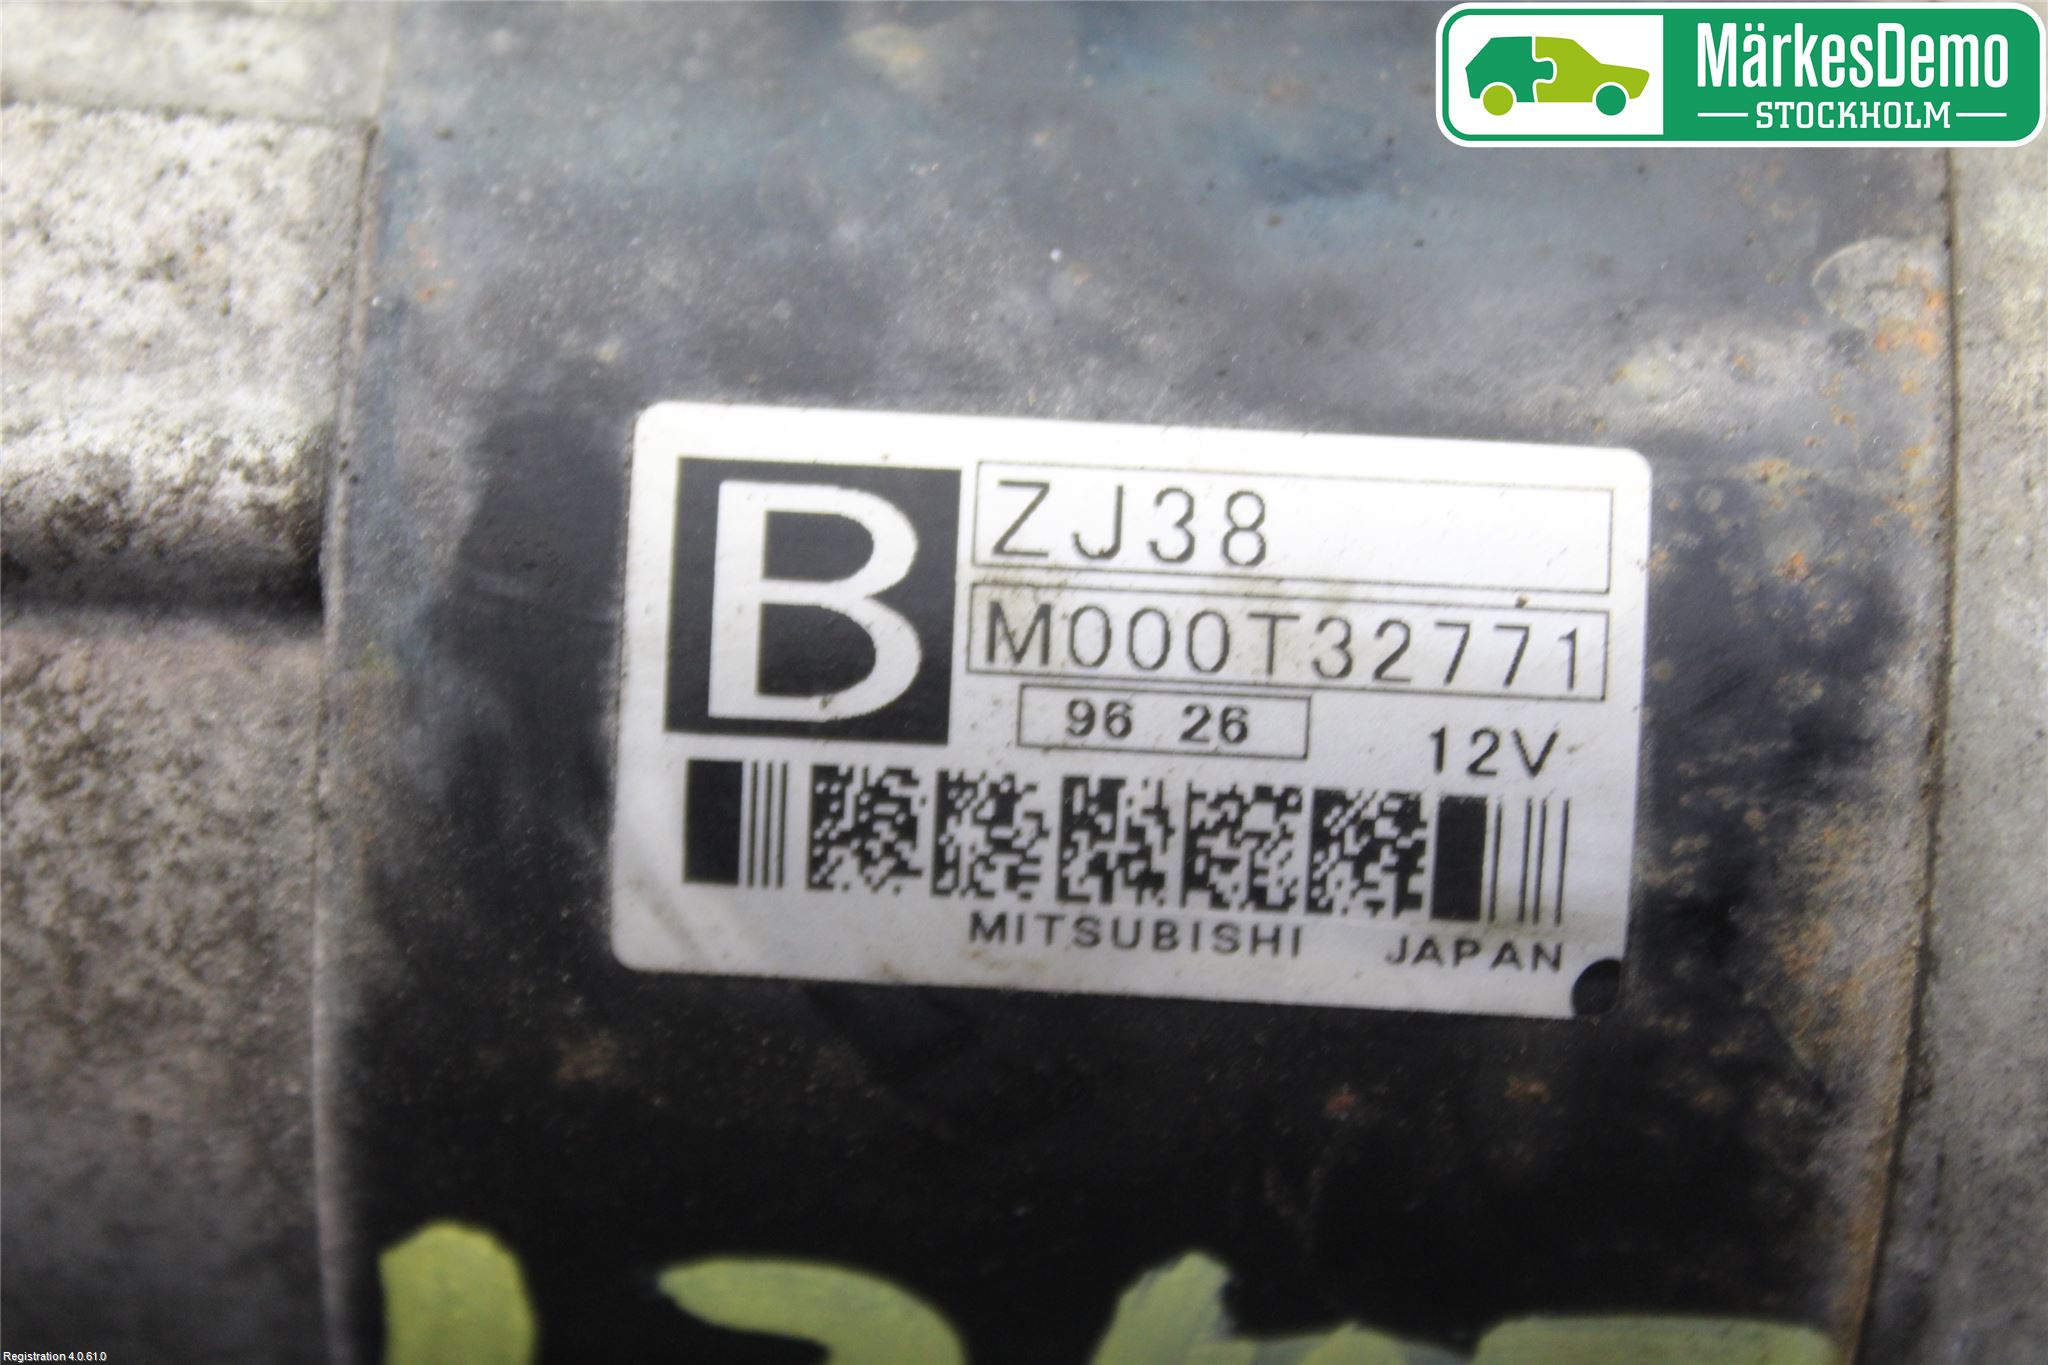 MärkesDemo
STOCKHOLM
B
ZJ38
M000T32771
96 26
12V
MITSUBISHI JAPAN
Registration 4.0.61.0